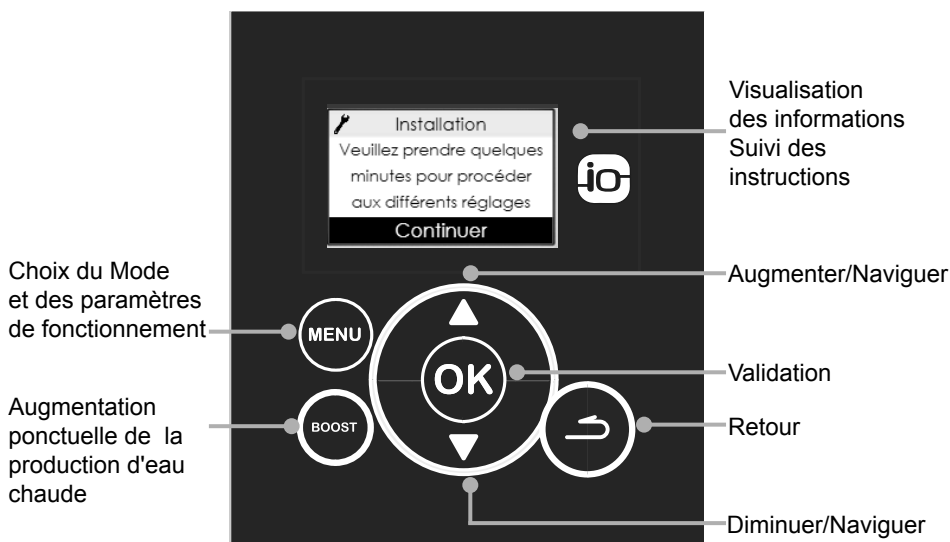 Installation
Veuillez prendre quelques
minutes pour procéder
aux différents réglages
Continuer
io
Visualisation
des informations
Suivi des
instructions
Choix du Mode
et des paramètres
de fonctionnement
MENU
Augmenter/Naviguer
OK
Validation
Augmentation
ponctuelle de la
production d'eau
chaude
BOOST
Retour
Diminuer/Naviguer